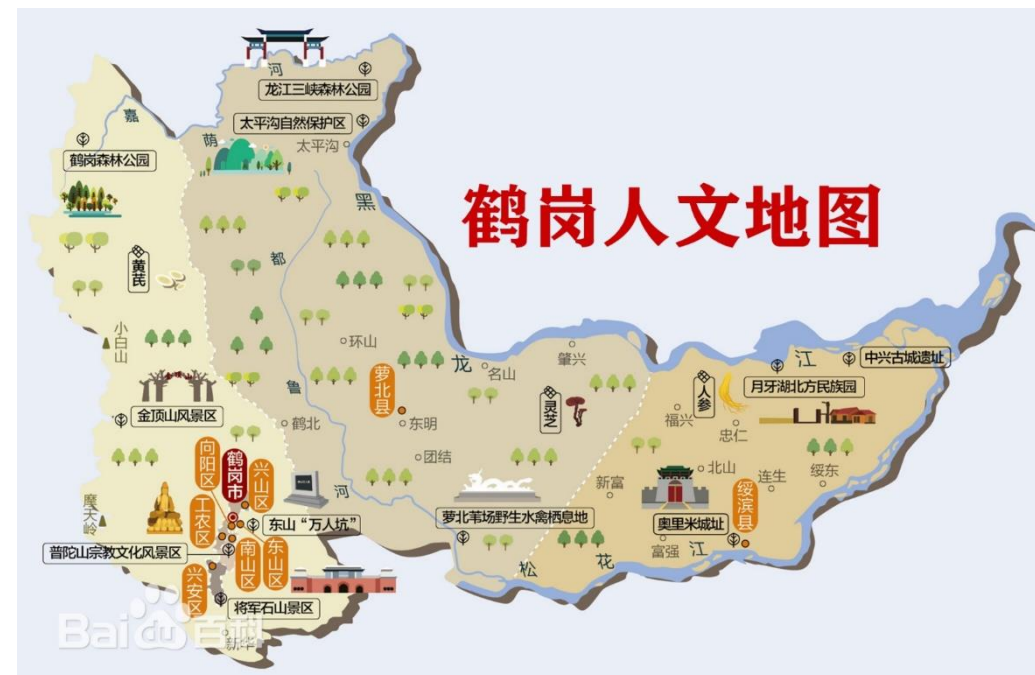 河
龙江三峡森林公园
嘉
太平沟自然保护区
荫
太平沟
鹤岗森林公园
黑
鹤岗人文地图
都
黄芪
小白山
环山
肇兴
龙
江
中兴古城遗址
名山
月牙湖北方民族园
萝北县
鲁
灵芝
人参
金顶山风景区
福兴
鹤北
东明
忠仁
向阳区
鹤岗市
兴山区
团结
北山
连生
绥东
新富
绥滨县
摩天岭
工农区
河
东山“万人坑”
萝北苇场野生水禽栖息地
奥里米城址
普陀山宗教文化风景区
南山区
东山区
富强
江
松
花
兴安区
将军石山景区
新华
Bai du 百科